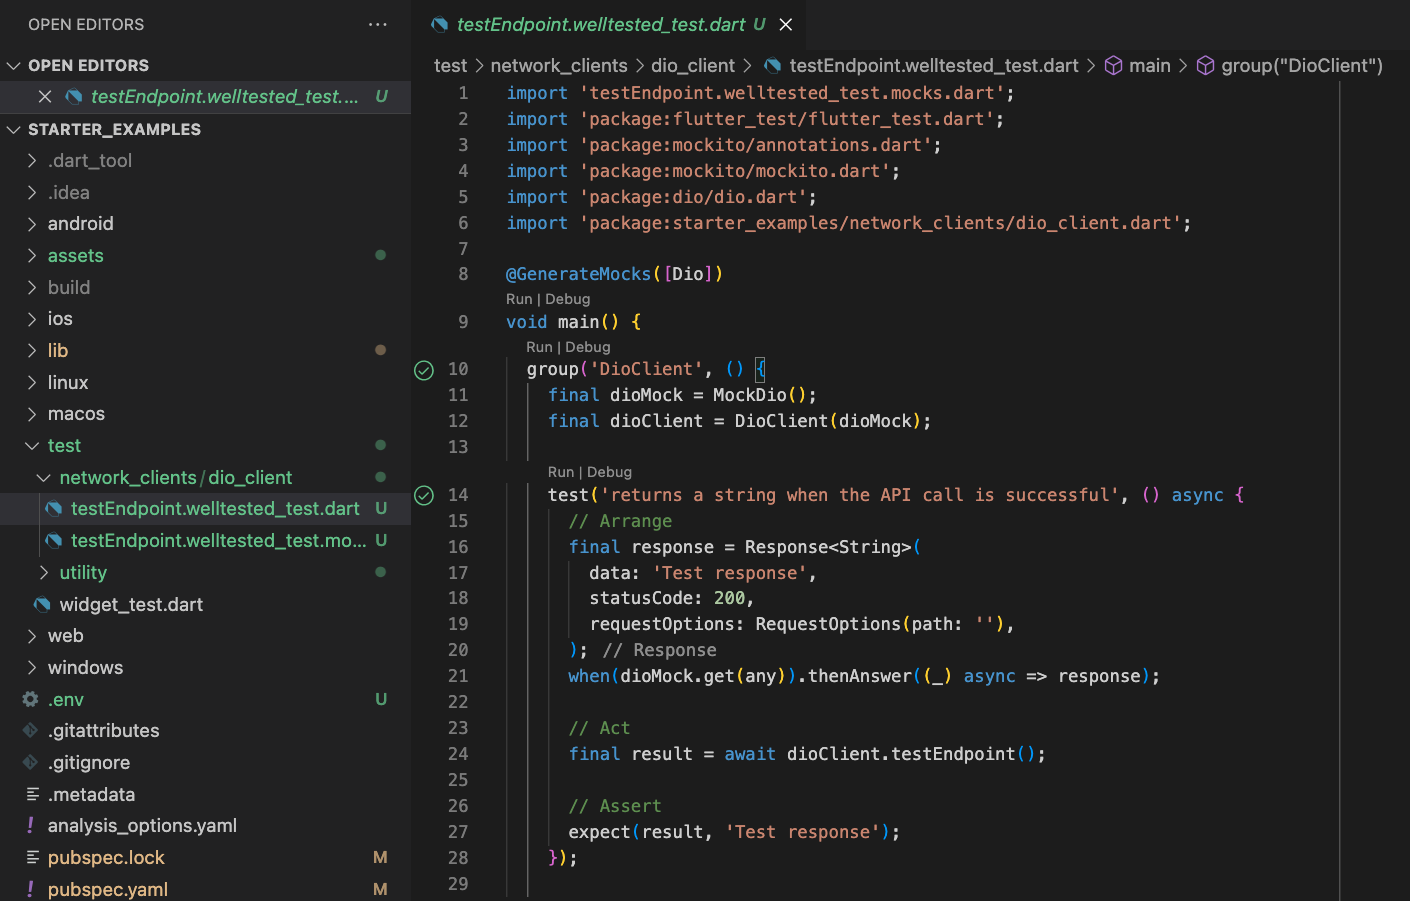 OPEN EDITORS ...
OPEN EDITORS
testEndpoint.welltested_test.... U
STARTER_EXAMPLES
.dart_tool
.idea
android
assets
build
ios
lib
linux
macos
test
network_clients/dio_client
testEndpoint.welltested_test.dart U
testEndpoint.welltested_test.mo... U
utility
widget_test.dart
web
windows
.env U
.gitattributes
.gitignore
.metadata
! analysis_options.yaml
pubspec.lock M
! pubspec.yaml M
testEndpoint.welltested_test.dart U
test > network_clients > dio_client > testEndpoint.welltested_test.dart > main > group("DioClient")
1 import 'testEndpoint.welltested_test.mocks.dart';
2 import 'package:flutter_test/flutter_test.dart';
3 import 'package:mockito/annotations.dart';
4 import 'package:mockito/mockito.dart';
5 import 'package:dio/dio.dart';
6 import 'package:starter_examples/network_clients/dio_client.dart';
7
8 @GenerateMocks([Dio])
Run | Debug
9 void main() {
Run | Debug
10 group('DioClient', () {
11 final dioMock = MockDio();
12 final dioClient = DioClient(dioMock);
13
Run | Debug
14 test('returns a string when the API call is successful', () async {
15 // Arrange
16 final response = Response<String>(
17 data: 'Test response',
18 statusCode: 200,
19 requestOptions: RequestOptions(path: ''),
20 ); // Response
21 when(dioMock.get(any)).thenAnswer((_) async => response);
22
23 // Act
24 final result = await dioClient.testEndpoint();
25
26 // Assert
27 expect(result, 'Test response');
28 });
29